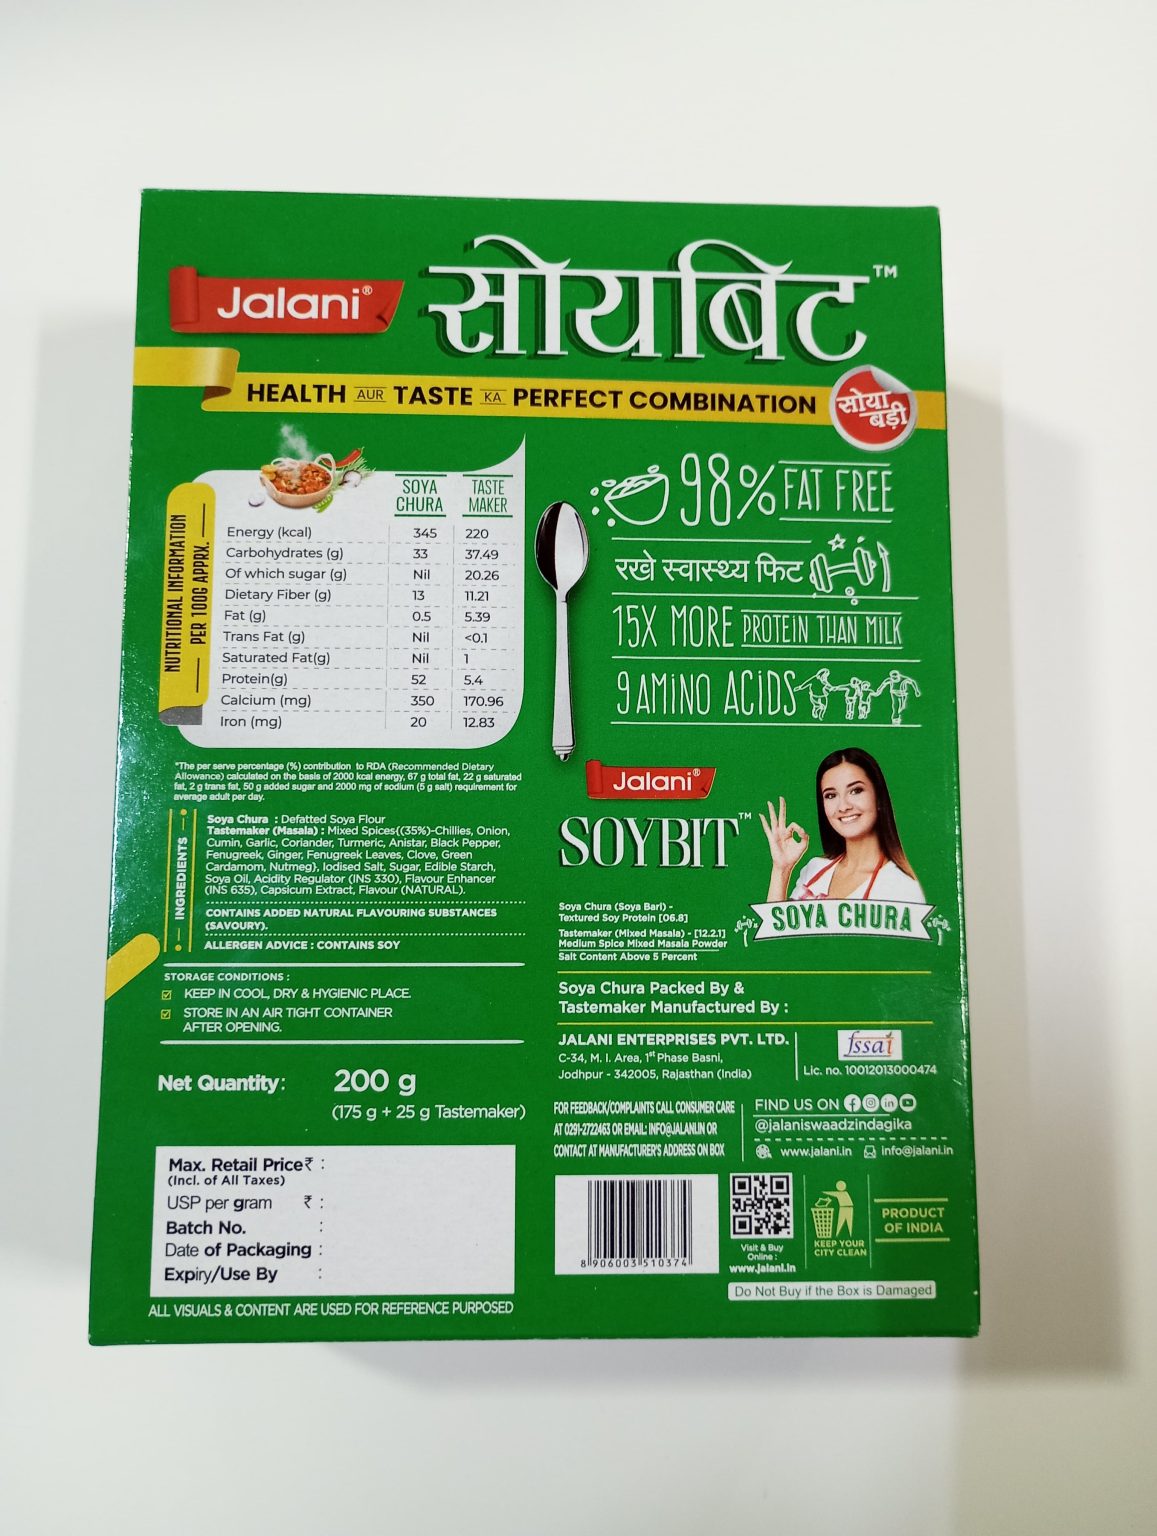 Jalani®
सोयाबिट™
HEALTH AUR TASTE KA PERFECT COMBINATION
सोया
बड़ी
NUTRITIONAL INFORMATION
PER 100G APPRX.
SOYA CHURA TASTE MAKER
Energy (kcal) 345 220
Carbohydrates (g) 33 37.49
Of which sugar (g) Nil 20.26
Dietary Fiber (g) 13 11.21
Fat (g) 0.5 5.39
Trans Fat (g) Nil <0.1
Saturated Fat(g) Nil 1
Protein(g) 52 5.4
Calcium (mg) 350 170.96
Iron (mg) 20 12.83
98% FAT FREE
रखे स्वास्थ्य फिट
15X MORE PROTEIN THAN MILK
9 AMINO ACIDS
*The per serve percentage (%) contribution to RDA (Recommended Dietary
Allowance) calculated on the basis of 2000 kcal energy, 67 g total fat, 22 g saturated
fat, 2 g trans fat, 50 g added sugar and 2000 mg of sodium (5 g salt) requirement for
average adult per day.
INGREDIENTS
Soya Chura : Defatted Soya Flour
Tastemaker (Masala) : Mixed Spices{(35%)-Chillies, Onion,
Cumin, Garlic, Coriander, Turmeric, Anistar, Black Pepper,
Fenugreek, Ginger, Fenugreek Leaves, Clove, Green
Cardamom, Nutmeg}, Iodised Salt, Sugar, Edible Starch,
Soya Oil, Acidity Regulator (INS 330), Flavour Enhancer
(INS 635), Capsicum Extract, Flavour (NATURAL).
CONTAINS ADDED NATURAL FLAVOURING SUBSTANCES
(SAVOURY).
ALLERGEN ADVICE : CONTAINS SOY
STORAGE CONDITIONS :
KEEP IN COOL, DRY & HYGIENIC PLACE.
STORE IN AN AIR TIGHT CONTAINER
AFTER OPENING.
Net Quantity: 200 g
(175 g + 25 g Tastemaker)
Max. Retail Price₹ :
(Incl. of All Taxes)
USP per gram ₹ :
Batch No. :
Date of Packaging :
Expiry/Use By :
ALL VISUALS & CONTENT ARE USED FOR REFERENCE PURPOSED
Jalani®
SOYBIT™
SOYA CHURA
Soya Chura (Soya Bari) -
Textured Soy Protein [06.8]
Tastemaker (Mixed Masala) - [12.2.1]
Medium Spice Mixed Masala Powder
Salt Content Above 5 Percent
Soya Chura Packed By &
Tastemaker Manufactured By :
JALANI ENTERPRISES PVT. LTD.
C-34, M. I. Area, 1st Phase Basni,
Jodhpur - 342005, Rajasthan (India)
fssai
Lic. no. 10012013000474
FOR FEEDBACK/COMPLAINTS CALL CONSUMER CARE
AT 0291-2722463 OR EMAIL: INFO@JALANI.IN OR
CONTACT AT MANUFACTURER'S ADDRESS ON BOX
FIND US ON
@jalaniswaadzindagika
www.jalani.in info@jalani.in
8 906003 510374
Visit & Buy
Online :
www.jalani.in
KEEP YOUR
CITY CLEAN
PRODUCT
OF INDIA
Do Not Buy if the Box is Damaged